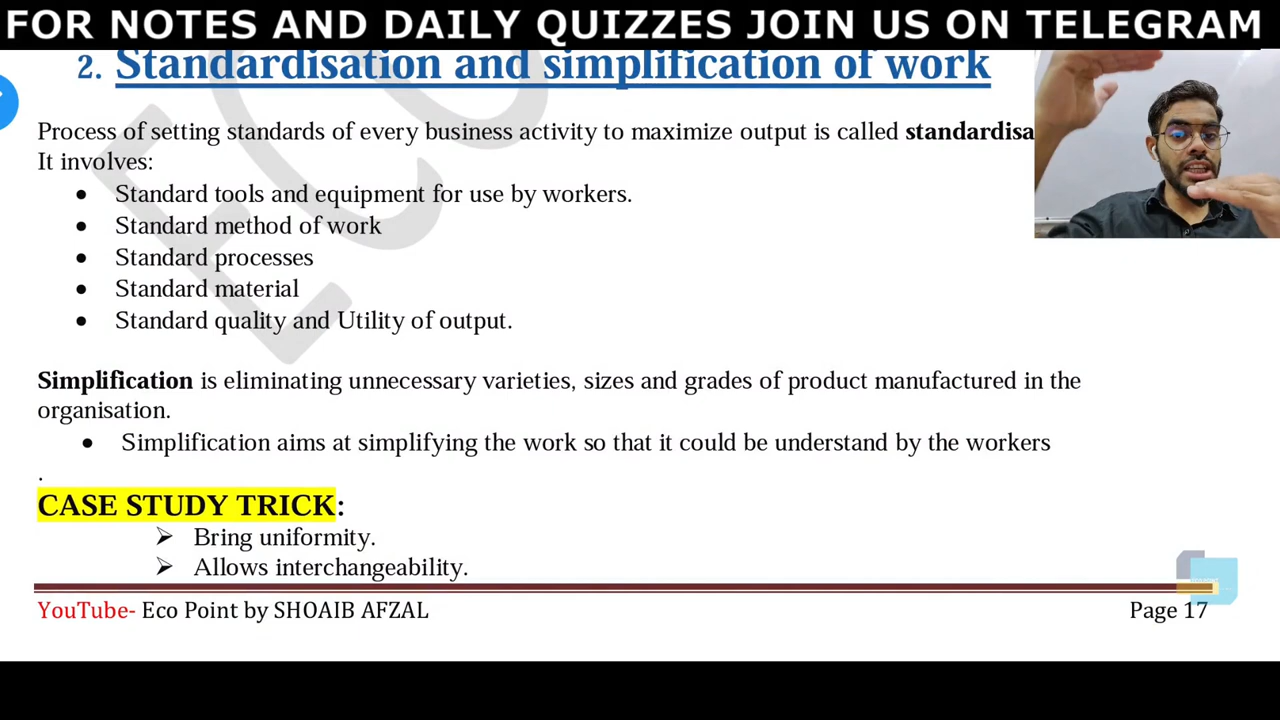 FOR NOTES AND DAILY QUIZZES JOIN US ON TELEGRAM
2. Standardisation and simplification of work
Process of setting standards of every business activity to maximize output is called standardisa
It involves:
• Standard tools and equipment for use by workers.
• Standard method of work
• Standard processes
• Standard material
• Standard quality and Utility of output.
Simplification is eliminating unnecessary varieties, sizes and grades of product manufactured in the
organisation.
• Simplification aims at simplifying the work so that it could be understand by the workers
.
CASE STUDY TRICK:
➢ Bring uniformity.
➢ Allows interchangeability.
YouTube- Eco Point by SHOAIB AFZAL Page 17